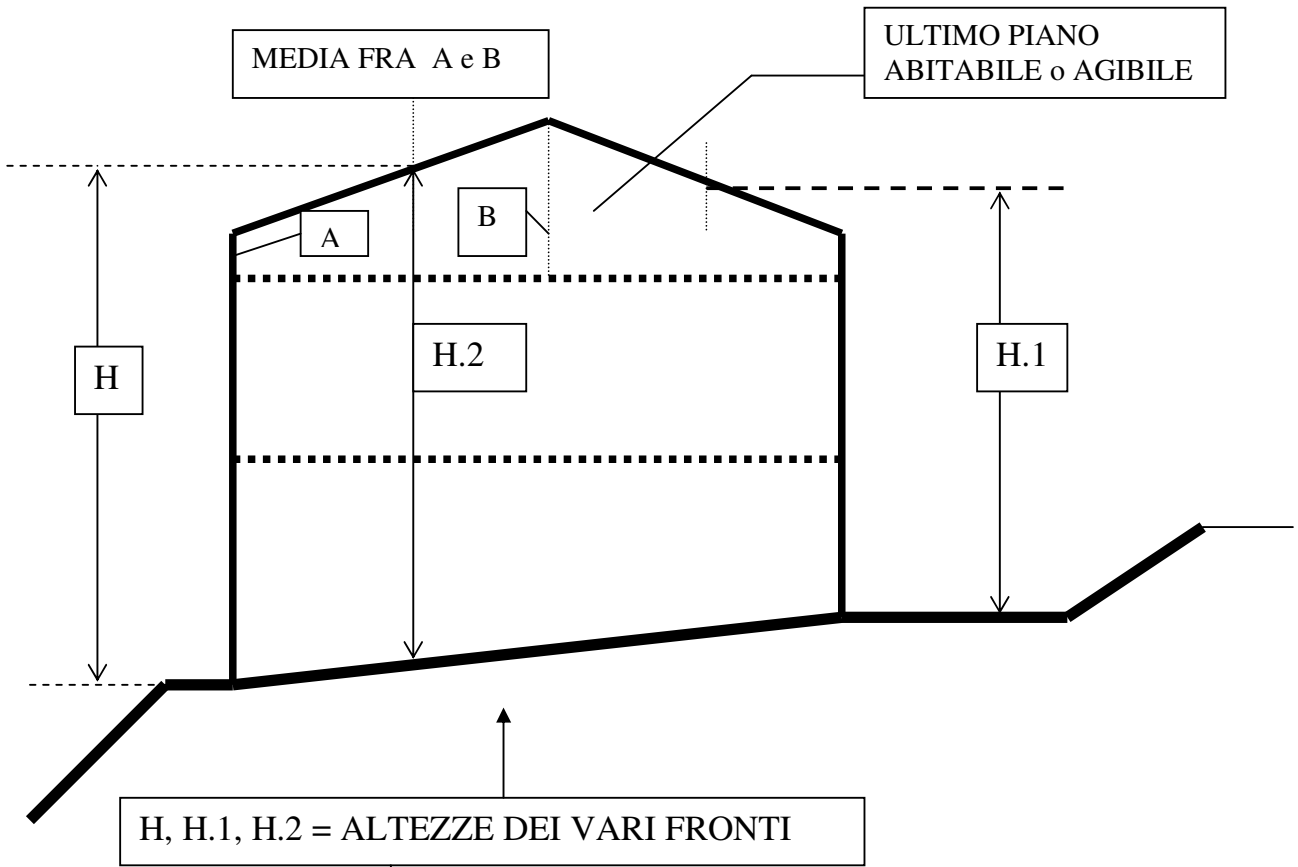 MEDIA FRA A e B
ULTIMO PIANO
ABITABILE o AGIBILE
B
A
H
H.2
H.1
H, H.1, H.2 = ALTEZZE DEI VARI FRONTI